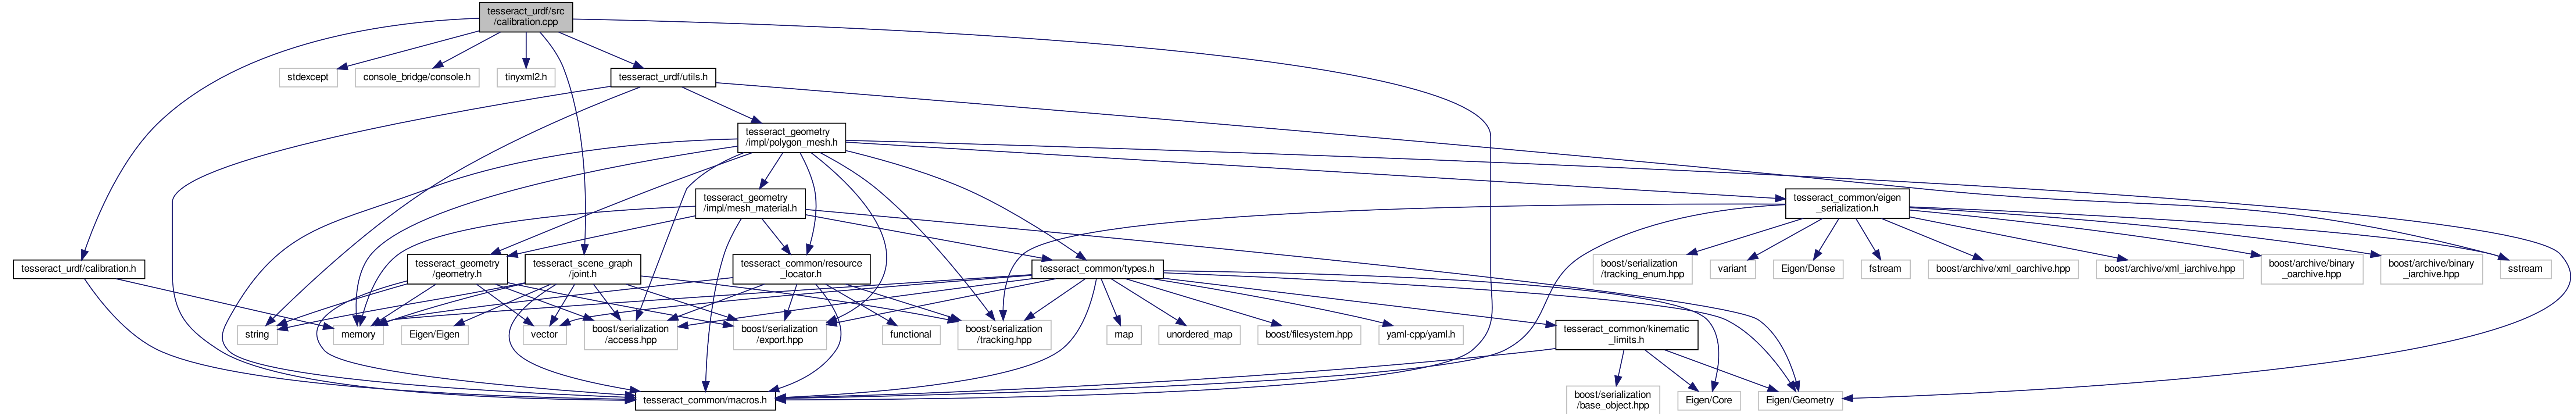 tesseract_urdf/src
/calibration.cpp
stdexcept
console_bridge/console.h
tinyxml2.h
tesseract_urdf/utils.h
tesseract_geometry
/impl/polygon_mesh.h
tesseract_geometry
/impl/mesh_material.h
tesseract_common/eigen
_serialization.h
tesseract_urdf/calibration.h
tesseract_geometry
/geometry.h
tesseract_scene_graph
/joint.h
tesseract_common/resource
_locator.h
tesseract_common/types.h
boost/serialization
/tracking_enum.hpp
variant
Eigen/Dense
fstream
boost/archive/xml_oarchive.hpp
boost/archive/xml_iarchive.hpp
boost/archive/binary
_oarchive.hpp
boost/archive/binary
_iarchive.hpp
sstream
string
memory
Eigen/Eigen
vector
boost/serialization
/access.hpp
boost/serialization
/export.hpp
functional
boost/serialization
/tracking.hpp
map
unordered_map
boost/filesystem.hpp
yaml-cpp/yaml.h
tesseract_common/kinematic
_limits.h
tesseract_common/macros.h
boost/serialization
/base_object.hpp
Eigen/Core
Eigen/Geometry